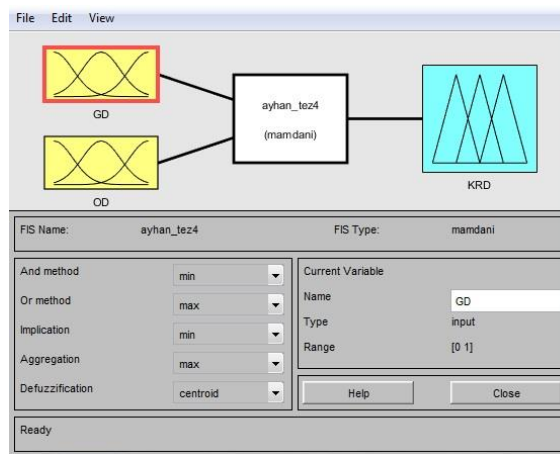 File Edit View
GD
OD
ayhan_tez4
(mamdani)
KRD
FIS Name: ayhan_tez4 FIS Type: mamdani
And method min
Or method max
Implication min
Aggregation max
Defuzzification centroid
Current Variable
Name GD
Type input
Range [0 1]
Help Close
Ready